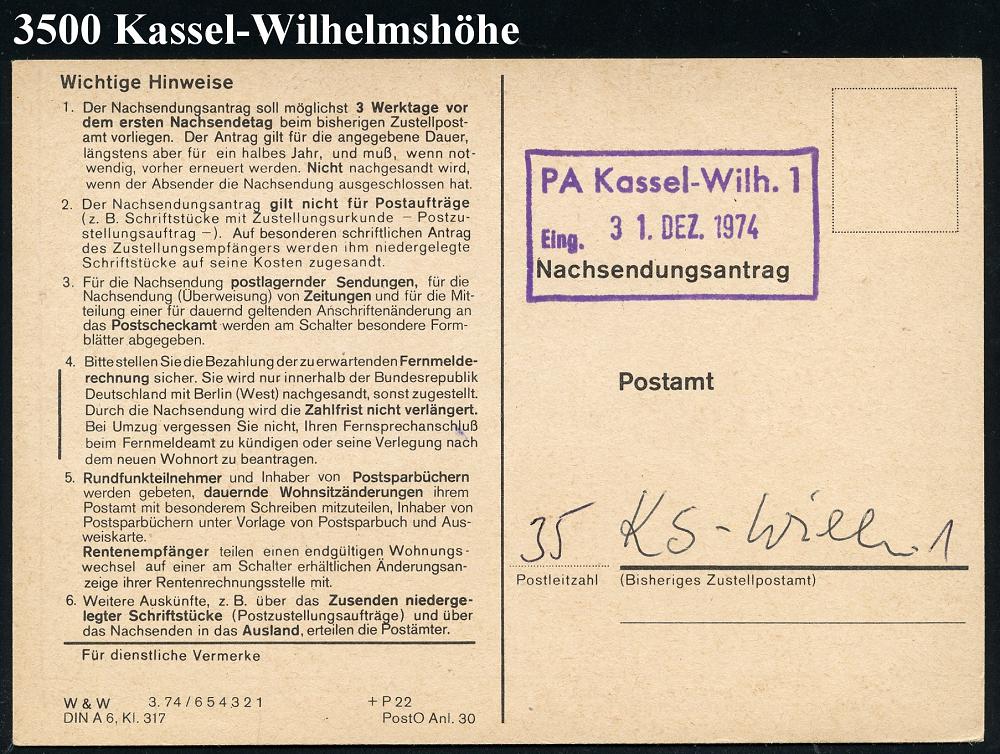 3500 Kassel-Wilhelmshöhe
Wichtige Hinweise
1. Der Nachsendungsantrag soll möglichst 3 Werktage vor
dem ersten Nachsendetag beim bisherigen Zustellpost-
amt vorliegen. Der Antrag gilt für die angegebene Dauer,
längstens aber für ein halbes Jahr, und muß, wenn not-
wendig, vorher erneuert werden. Nicht nachgesandt wird,
wenn der Absender die Nachsendung ausgeschlossen hat.
2. Der Nachsendungsantrag gilt nicht für Postaufträge
(z. B. Schriftstücke mit Zustellungsurkunde – Postzu-
stellungsauftrag –). Auf besonderen schriftlichen Antrag
des Zustellungsempfängers werden ihm niedergelegte
Schriftstücke auf seine Kosten zugesandt.
3. Für die Nachsendung postlagernder Sendungen, für die
Nachsendung (Überweisung) von Zeitungen und für die Mit-
teilung einer für dauernd geltenden Anschriftenänderung an
das Postscheckamt werden am Schalter besondere Form-
blätter abgegeben.
4. Bitte stellen Sie die Bezahlung der zu erwartenden Fernmelde-
rechnung sicher. Sie wird nur innerhalb der Bundesrepublik
Deutschland mit Berlin (West) nachgesandt, sonst zugestellt.
Durch die Nachsendung wird die Zahlfrist nicht verlängert.
Bei Umzug vergessen Sie nicht, Ihren Fernsprechanschluß
beim Fernmeldeamt zu kündigen oder seine Verlegung nach
dem neuen Wohnort zu beantragen.
5. Rundfunkteilnehmer und Inhaber von Postsparbüchern
werden gebeten, dauernde Wohnsitzänderungen ihrem
Postamt mit besonderem Schreiben mitzuteilen, Inhaber von
Postsparbüchern unter Vorlage von Postsparbuch und Aus-
weiskarte.
Rentenempfänger teilen einen endgültigen Wohnungs-
wechsel auf einer am Schalter erhältlichen Änderungsan-
zeige ihrer Rentenrechnungsstelle mit.
6. Weitere Auskünfte, z. B. über das Zusenden niederge-
legter Schriftstücke (Postzustellungsaufträge) und über
das Nachsenden in das Ausland, erteilen die Postämter.
Für dienstliche Vermerke
W & W 3.74/654321 + P 22
DIN A 6, Kl. 317 PostO Anl. 30
PA Kassel-Wilh. 1
Eing. 3 1. DEZ. 1974
Nachsendungsantrag
Postamt
35 KS-Wilh. 1
Postleitzahl (Bisheriges Zustellpostamt)